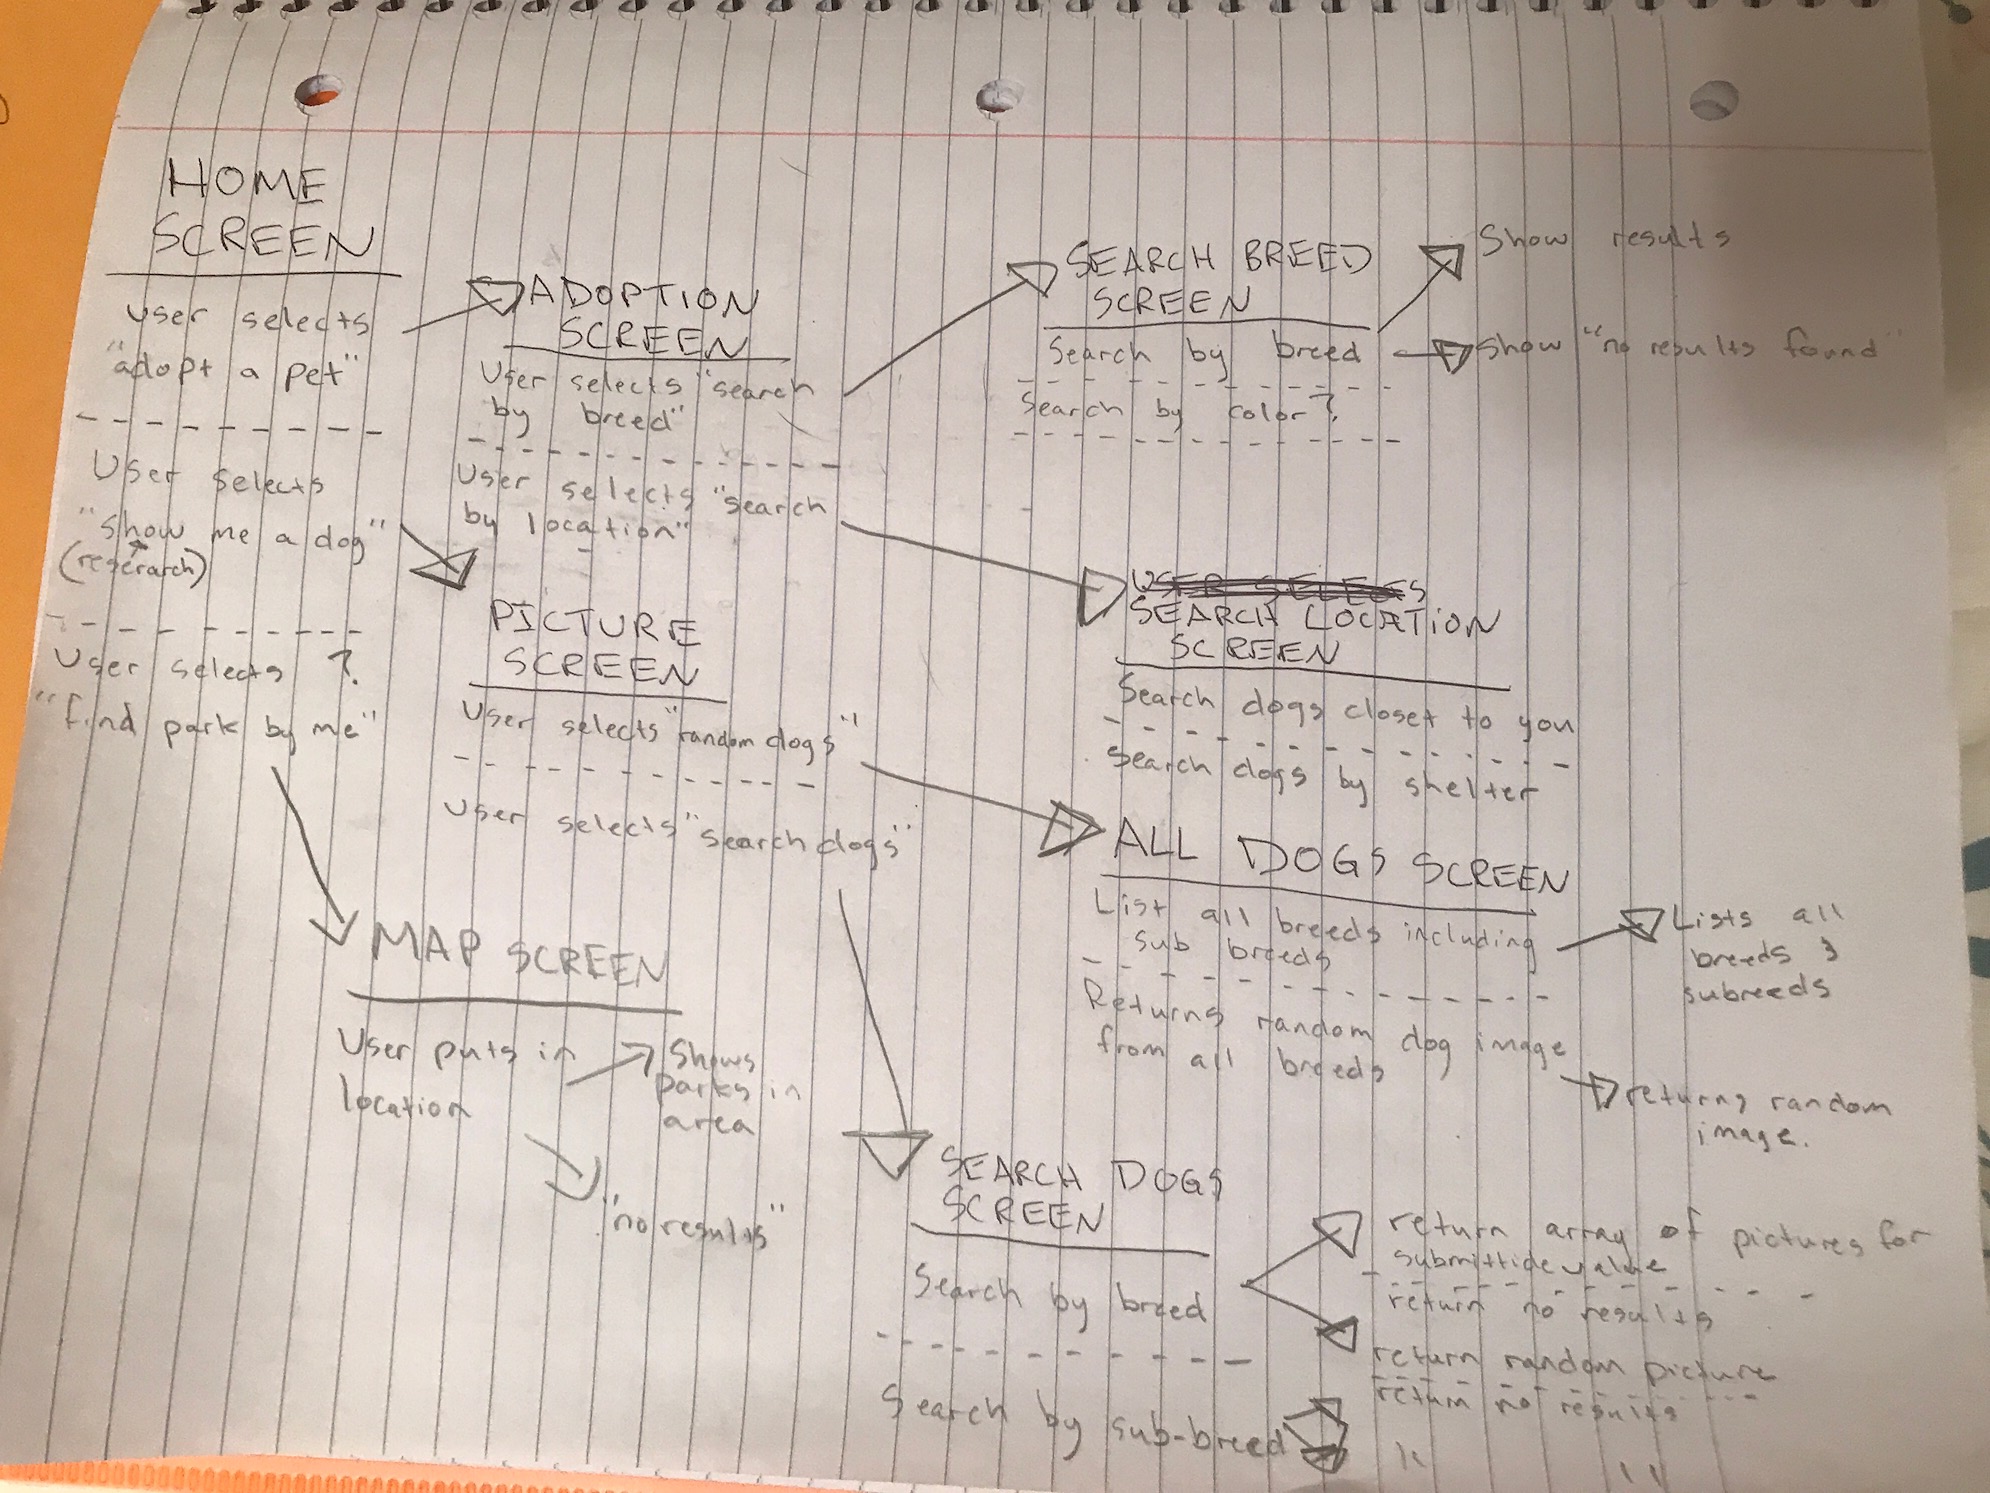 HOME
SCREEN
User selects
"adopt a pet"
User selects
"show me a dog"
(reserarch)
User selects ?
"find park by me"
ADOPTION
SCREEN
User selects "search
by breed"
User selects "search
by location"
PICTURE
SCREEN
User selects "random dogs"
User selects "search dogs"
MAP SCREEN
User puts in
location
Shows
parks in
area
"no results"
SEARCH BREED
SCREEN
Search by breed
Search by color?
Show results
Show "no results found"
USER SELECTS
SEARCH LOCATION
SCREEN
Search dogs closet to you
Search dogs by shelter
ALL DOGS SCREEN
List all breeds including
sub breeds
Returns random dog image
from all breeds
Lists all
breeds &
subreeds
returns random
image.
SEARCH DOGS
SCREEN
Search by breed
Search by sub-breed
return array of pictures for
submittide value
return no results
return random picture
return no results
" "